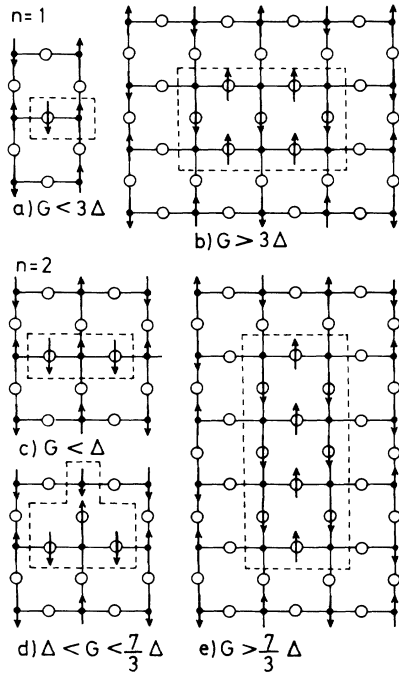 n=1
a) G < 3Δ
b) G > 3Δ
n=2
c) G < Δ
d) Δ < G < 7/3 Δ
e) G > 7/3 Δ